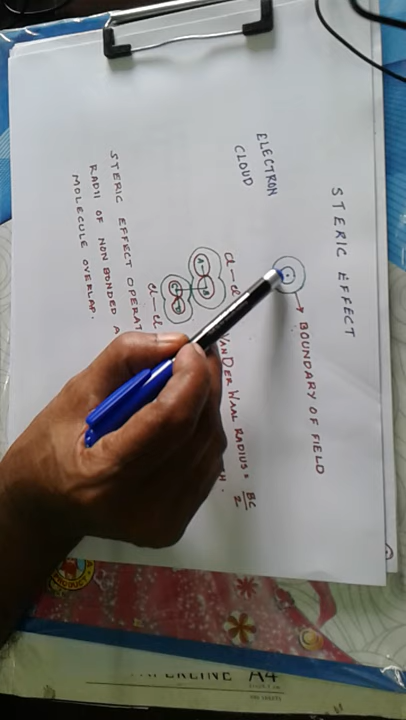 STERIC EFFECT
BOUNDARY OF FIELD
ELECTRON
CLOUD
Cl—Cl
A B
C D
Cl—Cl
VAN DER WAAL RADIUS = BC
2
STERIC EFFECT OPERAT
RADII OF NON BONDED A
MOLECULE OVERLAP.
PRODUCT
A4